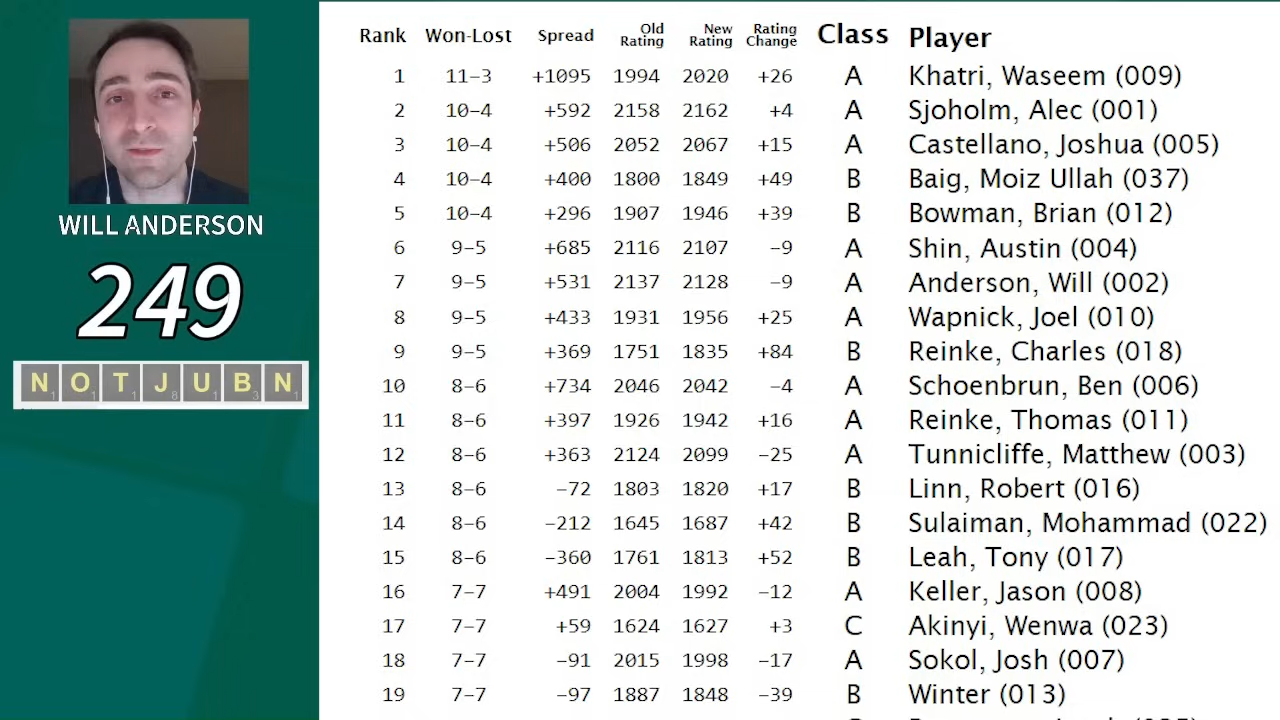 WILL ANDERSON
249
N1 O1 T1 J8 U1 B3 N1
Rank Won-Lost Spread Old Rating New Rating Rating Change Class Player
1 11–3 +1095 1994 2020 +26 A Khatri, Waseem (009)
2 10–4 +592 2158 2162 +4 A Sjoholm, Alec (001)
3 10–4 +506 2052 2067 +15 A Castellano, Joshua (005)
4 10–4 +400 1800 1849 +49 B Baig, Moiz Ullah (037)
5 10–4 +296 1907 1946 +39 B Bowman, Brian (012)
6 9–5 +685 2116 2107 –9 A Shin, Austin (004)
7 9–5 +531 2137 2128 –9 A Anderson, Will (002)
8 9–5 +433 1931 1956 +25 A Wapnick, Joel (010)
9 9–5 +369 1751 1835 +84 B Reinke, Charles (018)
10 8–6 +734 2046 2042 –4 A Schoenbrun, Ben (006)
11 8–6 +397 1926 1942 +16 A Reinke, Thomas (011)
12 8–6 +363 2124 2099 –25 A Tunnicliffe, Matthew (003)
13 8–6 –72 1803 1820 +17 B Linn, Robert (016)
14 8–6 –212 1645 1687 +42 B Sulaiman, Mohammad (022)
15 8–6 –360 1761 1813 +52 B Leah, Tony (017)
16 7–7 +491 2004 1992 –12 A Keller, Jason (008)
17 7–7 +59 1624 1627 +3 C Akinyi, Wenwa (023)
18 7–7 –91 2015 1998 –17 A Sokol, Josh (007)
19 7–7 –97 1887 1848 –39 B Winter (013)